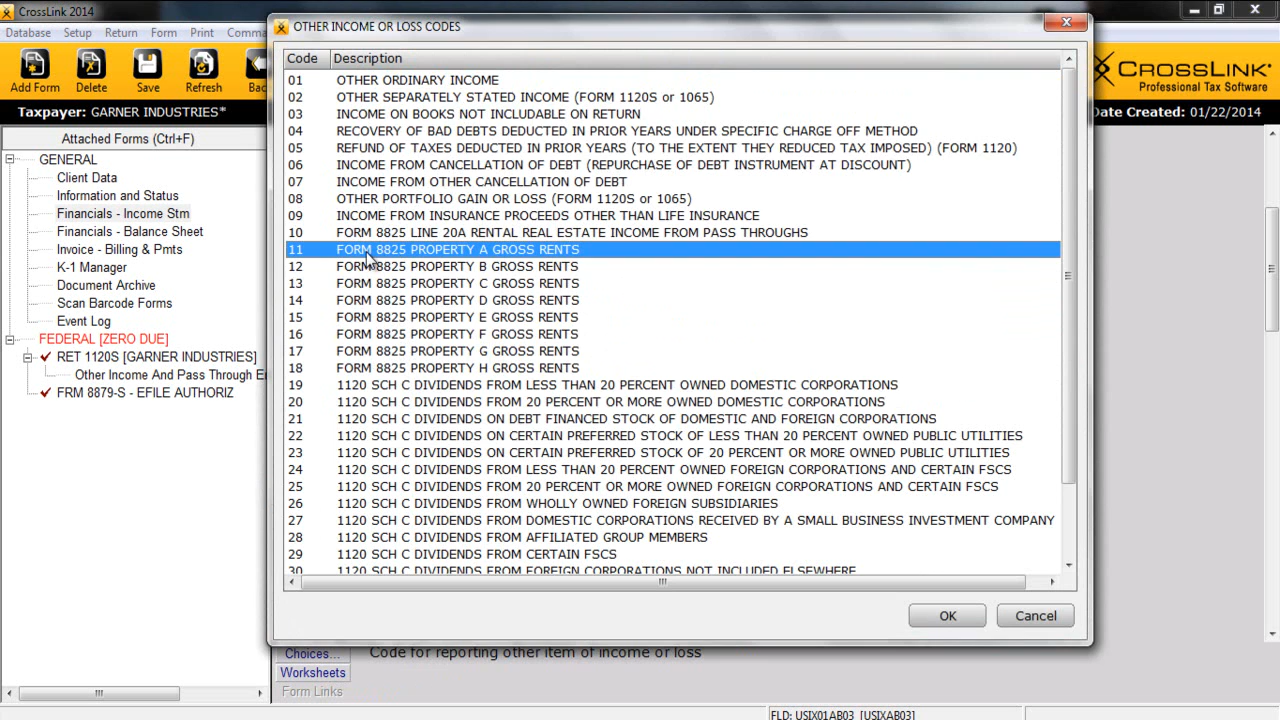 CrossLink 2014
OTHER INCOME OR LOSS CODES
Database Setup Return Form Print
Add Form Delete Save Refresh
CROSSLINK
Professional Tax Software
Taxpayer: GARNER INDUSTRIES*
Date Created: 01/22/2014
Attached Forms (Ctrl+F)
GENERAL
Client Data
Information and Status
Financials - Income Stm
Financials - Balance Sheet
Invoice - Billing & Pmts
K-1 Manager
Document Archive
Scan Barcode Forms
Event Log
FEDERAL [ZERO DUE]
RET 1120S [GARNER INDUSTRIES]
Other Income And Pass Through
FRM 8879-S - EFILE AUTHORIZ
Code Description
01 OTHER ORDINARY INCOME
02 OTHER SEPARATELY STATED INCOME (FORM 1120S or 1065)
03 INCOME ON BOOKS NOT INCLUDABLE ON RETURN
04 RECOVERY OF BAD DEBTS DEDUCTED IN PRIOR YEARS UNDER SPECIFIC CHARGE OFF METHOD
05 REFUND OF TAXES DEDUCTED IN PRIOR YEARS (TO THE EXTENT THEY REDUCED TAX IMPOSED) (FORM 1120)
06 INCOME FROM CANCELLATION OF DEBT (REPURCHASE OF DEBT INSTRUMENT AT DISCOUNT)
07 INCOME FROM OTHER CANCELLATION OF DEBT
08 OTHER PORTFOLIO GAIN OR LOSS (FORM 1120S or 1065)
09 INCOME FROM INSURANCE PROCEEDS OTHER THAN LIFE INSURANCE
10 FORM 8825 LINE 20A RENTAL REAL ESTATE INCOME FROM PASS THROUGHS
11 FORM 8825 PROPERTY A GROSS RENTS
12 FORM 8825 PROPERTY B GROSS RENTS
13 FORM 8825 PROPERTY C GROSS RENTS
14 FORM 8825 PROPERTY D GROSS RENTS
15 FORM 8825 PROPERTY E GROSS RENTS
16 FORM 8825 PROPERTY F GROSS RENTS
17 FORM 8825 PROPERTY G GROSS RENTS
18 FORM 8825 PROPERTY H GROSS RENTS
19 1120 SCH C DIVIDENDS FROM LESS THAN 20 PERCENT OWNED DOMESTIC CORPORATIONS
20 1120 SCH C DIVIDENDS FROM 20 PERCENT OR MORE OWNED DOMESTIC CORPORATIONS
21 1120 SCH C DIVIDENDS ON DEBT FINANCED STOCK OF DOMESTIC AND FOREIGN CORPORATIONS
22 1120 SCH C DIVIDENDS ON CERTAIN PREFERRED STOCK OF LESS THAN 20 PERCENT OWNED PUBLIC UTILITIES
23 1120 SCH C DIVIDENDS ON CERTAIN PREFERRED STOCK OF 20 PERCENT OR MORE OWNED PUBLIC UTILITIES
24 1120 SCH C DIVIDENDS FROM LESS THAN 20 PERCENT OWNED FOREIGN CORPORATIONS AND CERTAIN FSCS
25 1120 SCH C DIVIDENDS FROM 20 PERCENT OR MORE OWNED FOREIGN CORPORATIONS AND CERTAIN FSCS
26 1120 SCH C DIVIDENDS FROM WHOLLY OWNED FOREIGN SUBSIDIARIES
27 1120 SCH C DIVIDENDS FROM DOMESTIC CORPORATIONS RECEIVED BY A SMALL BUSINESS INVESTMENT COMPANY
28 1120 SCH C DIVIDENDS FROM AFFILIATED GROUP MEMBERS
29 1120 SCH C DIVIDENDS FROM CERTAIN FSCS
30 1120 SCH C DIVIDENDS FROM FOREIGN CORPORATIONS NOT INCLUDED ELSEWHERE
OK Cancel
Choices... Code for reporting other item of income or loss
Worksheets
Form Links
FLD: USIX01AB03 [USIXAB03]